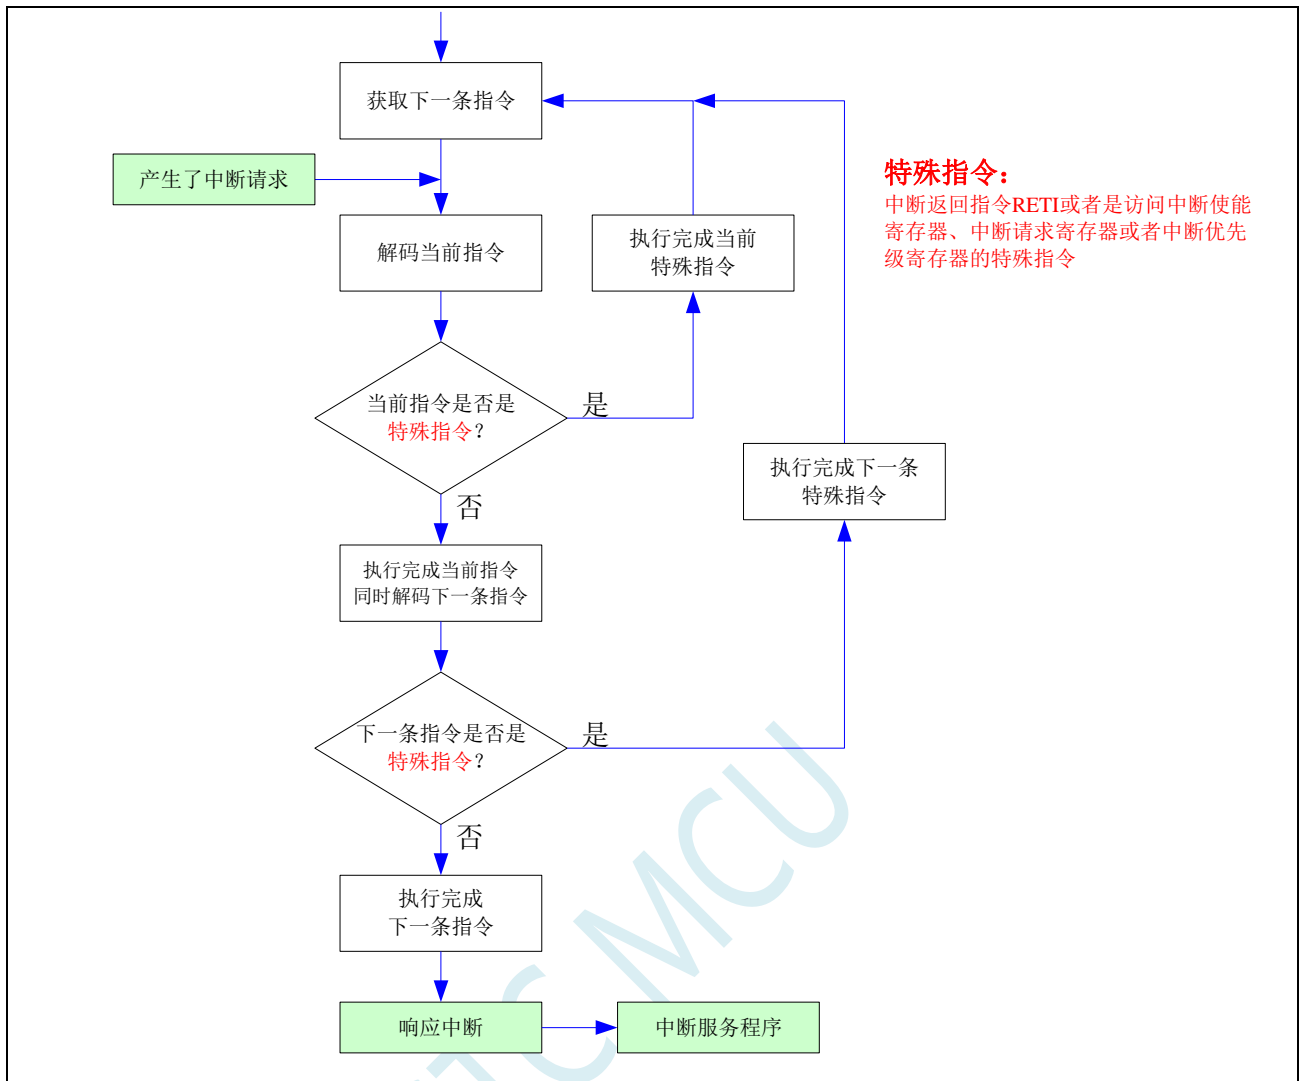 获取下一条指令
产生了中断请求
特殊指令：
中断返回指令RETI或者是访问中断使能
寄存器、中断请求寄存器或者中断优先
级寄存器的特殊指令
解码当前指令
执行完成当前
特殊指令
当前指令是否是
特殊指令?
是
否
执行完成下一条
特殊指令
执行完成当前指令
同时解码下一条指令
下一条指令是否是
特殊指令?
是
否
执行完成
下一条指令
响应中断
中断服务程序
TC MCU